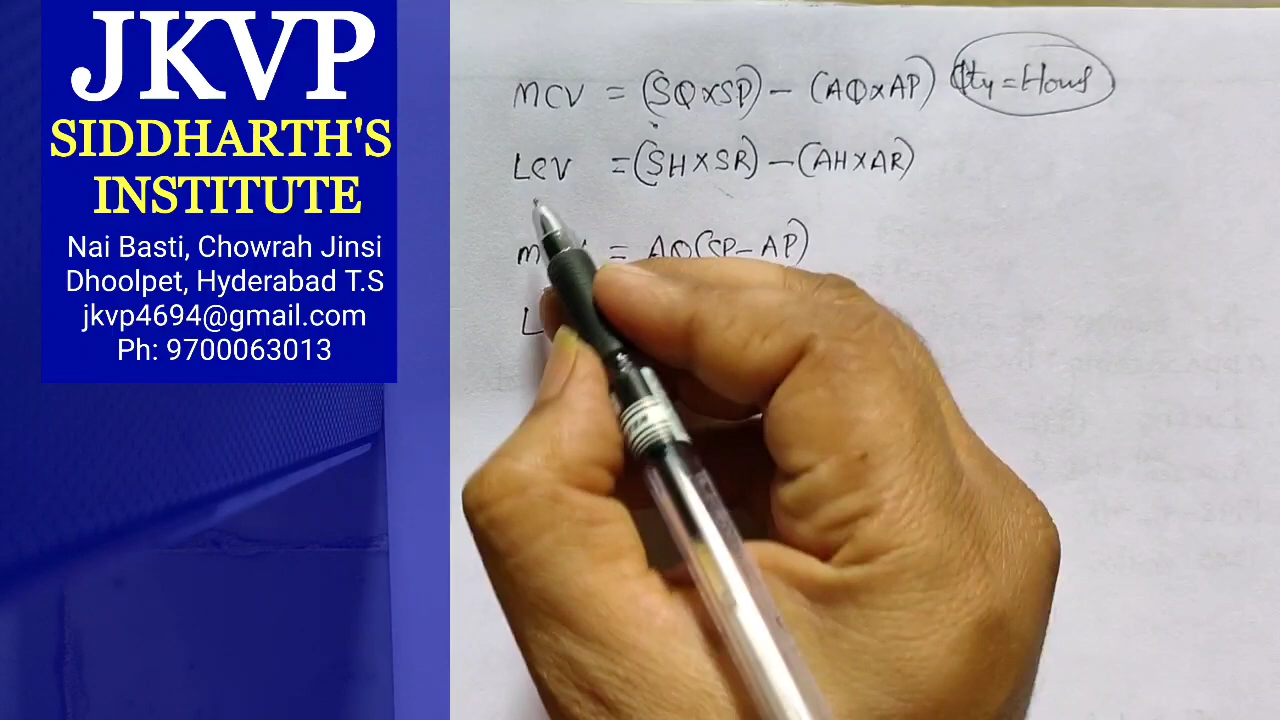 JKVP
SIDDHARTH'S
INSTITUTE
Nai Basti, Chowrah Jinsi
Dhoolpet, Hyderabad T.S
jkvp4694@gmail.com
Ph: 9700063013
MCV = (SQ×SP) - (AQ×AP) Qty = Hours
LCV = (SH×SR) - (AH×AR)
= AQ(SP-AP)
L